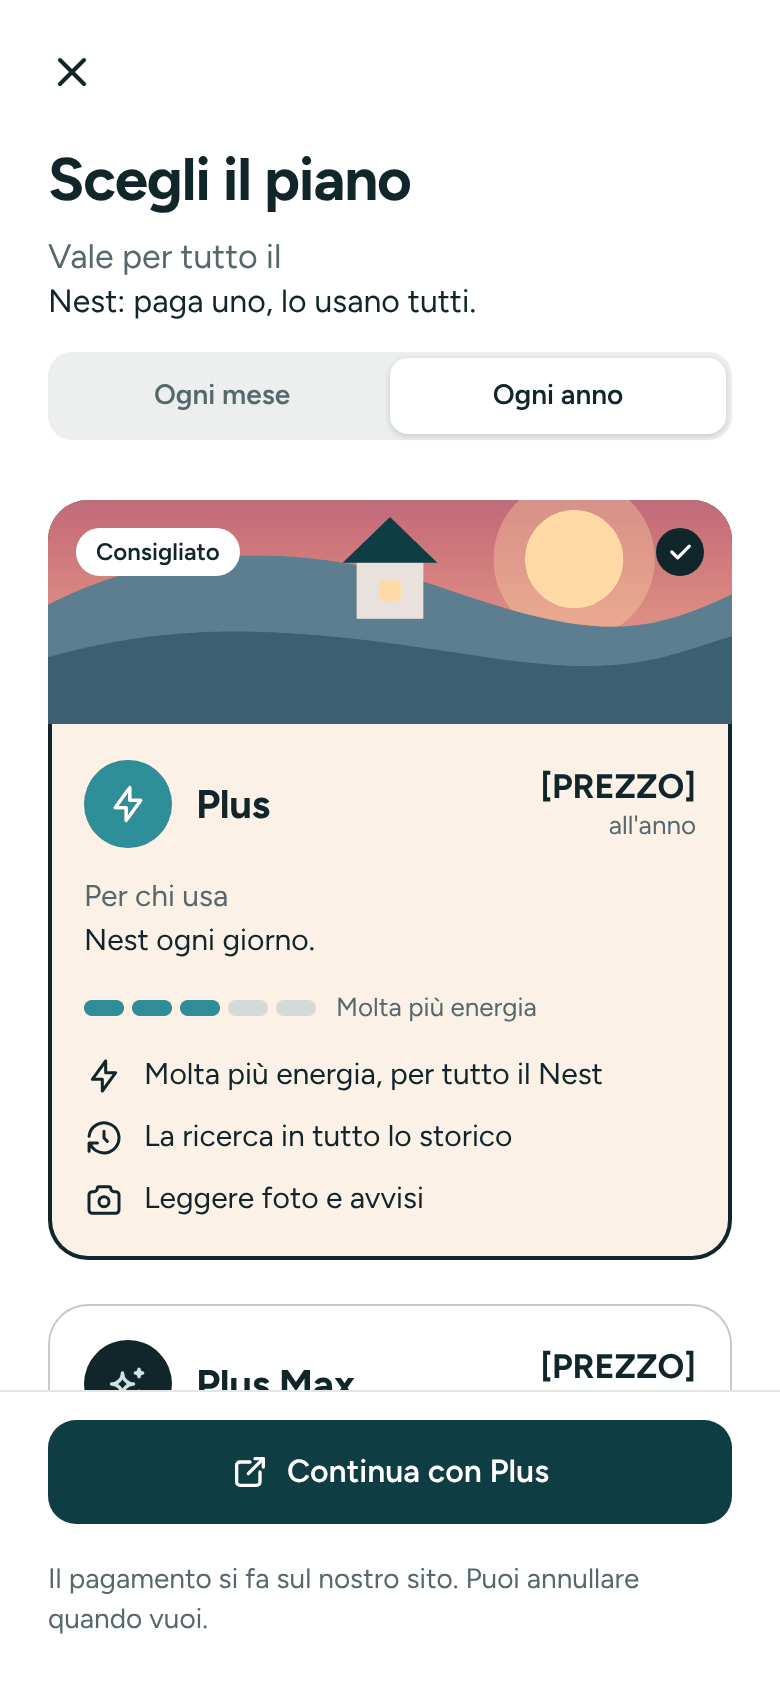 Scegli il piano
Vale per tutto il
Nest: paga uno, lo usano tutti.
Ogni mese
Ogni anno
Consigliato
Plus
[PREZZO]
all'anno
Per chi usa
Nest ogni giorno.
Molta più energia
Molta più energia, per tutto il Nest
La ricerca in tutto lo storico
Leggere foto e avvisi
Plus Max
[PREZZO]
Continua con Plus
Il pagamento si fa sul nostro sito. Puoi annullare
quando vuoi.